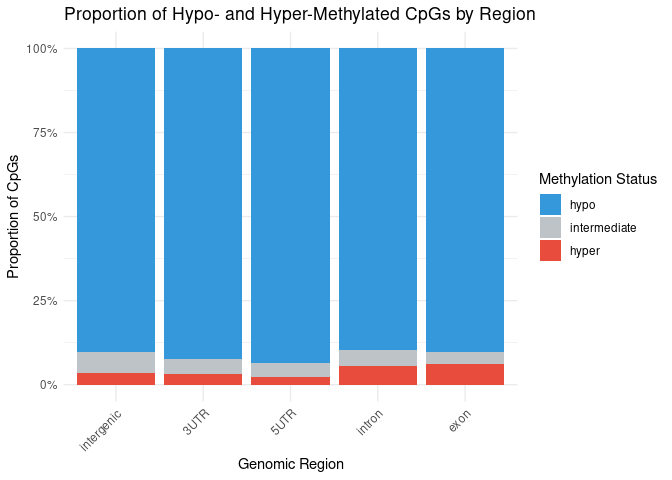 Proportion of Hypo- and Hyper-Methylated CpGs by Region
Proportion of CpGs
100%
75%
50%
25%
0%
intergenic
3UTR
5UTR
intron
exon
Genomic Region
Methylation Status
hypo
intermediate
hyper